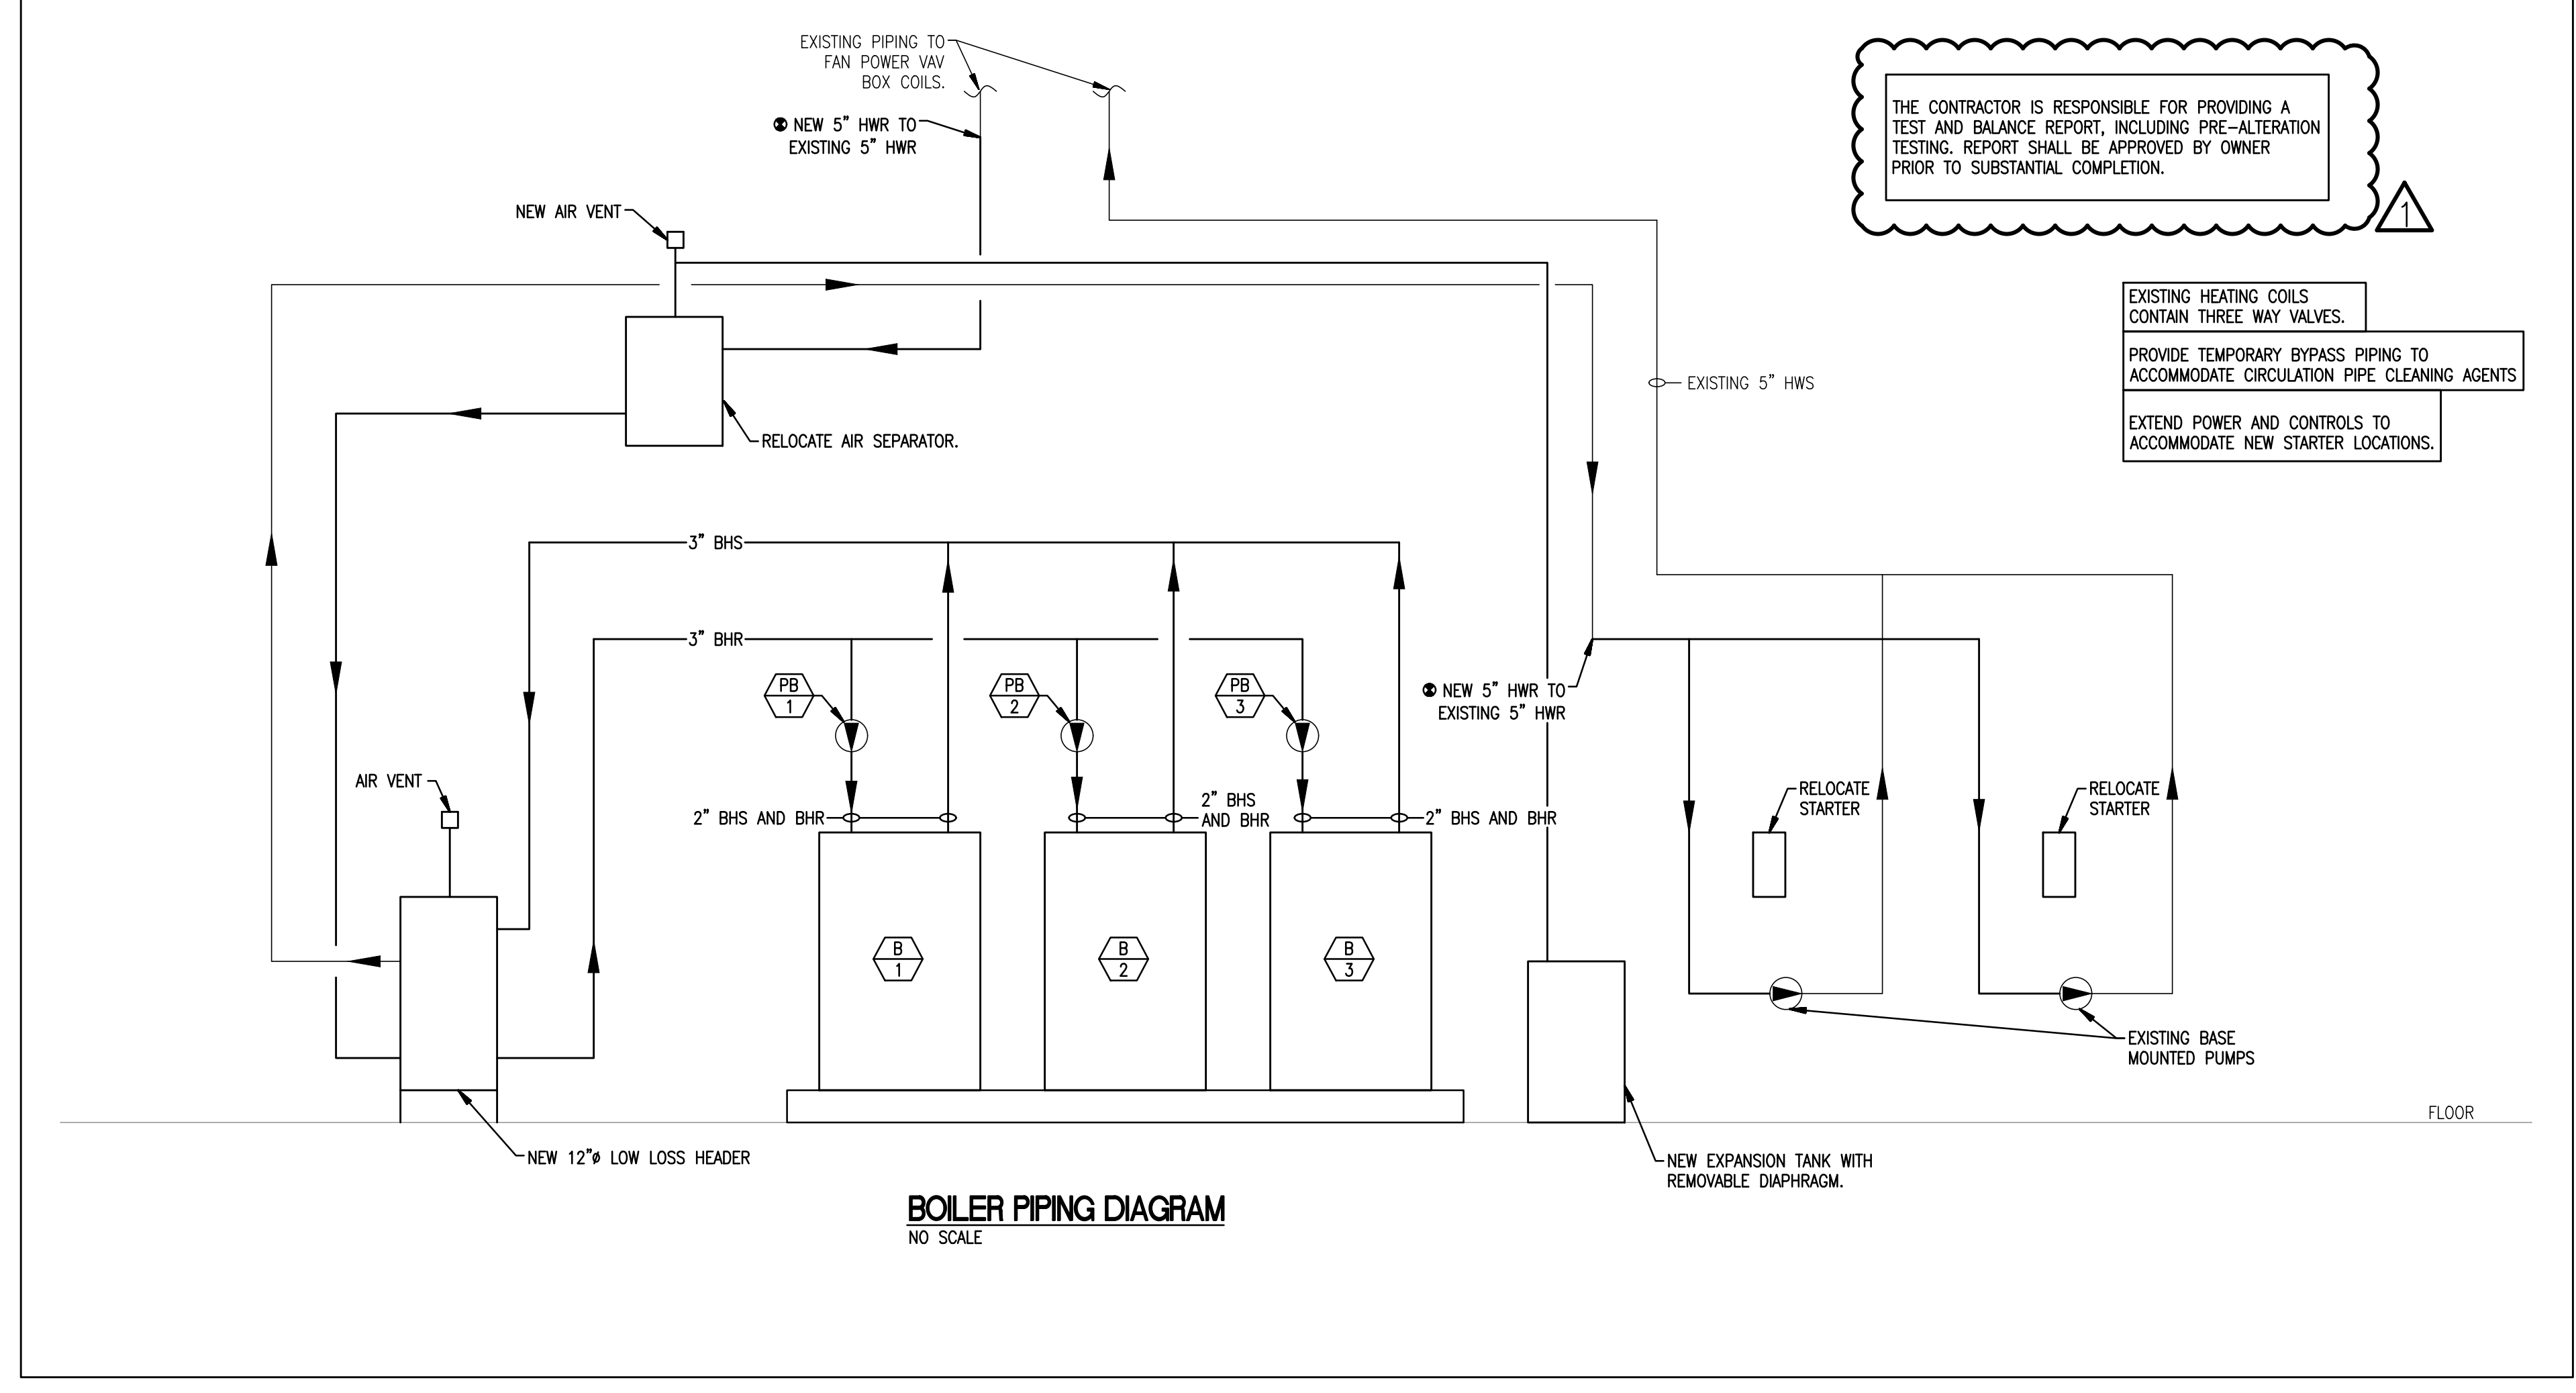 EXISTING PIPING TO
FAN POWER VAV
BOX COILS.
NEW 5" HWR TO
EXISTING 5" HWR
THE CONTRACTOR IS RESPONSIBLE FOR PROVIDING A
TEST AND BALANCE REPORT, INCLUDING PRE-ALTERATION
TESTING. REPORT SHALL BE APPROVED BY OWNER
PRIOR TO SUBSTANTIAL COMPLETION.
1
NEW AIR VENT
EXISTING HEATING COILS
CONTAIN THREE WAY VALVES.
PROVIDE TEMPORARY BYPASS PIPING TO
ACCOMMODATE CIRCULATION PIPE CLEANING AGENTS
EXTEND POWER AND CONTROLS TO
ACCOMMODATE NEW STARTER LOCATIONS.
EXISTING 5" HWS
RELOCATE AIR SEPARATOR.
3" BHS
3" BHR
PB
1
PB
2
PB
3
NEW 5" HWR TO
EXISTING 5" HWR
AIR VENT
2" BHS AND BHR
2" BHS
AND BHR
2" BHS AND BHR
RELOCATE
STARTER
RELOCATE
STARTER
B
1
B
2
B
3
EXISTING BASE
MOUNTED PUMPS
FLOOR
NEW 12"ø LOW LOSS HEADER
NEW EXPANSION TANK WITH
REMOVABLE DIAPHRAGM.
BOILER PIPING DIAGRAM
NO SCALE